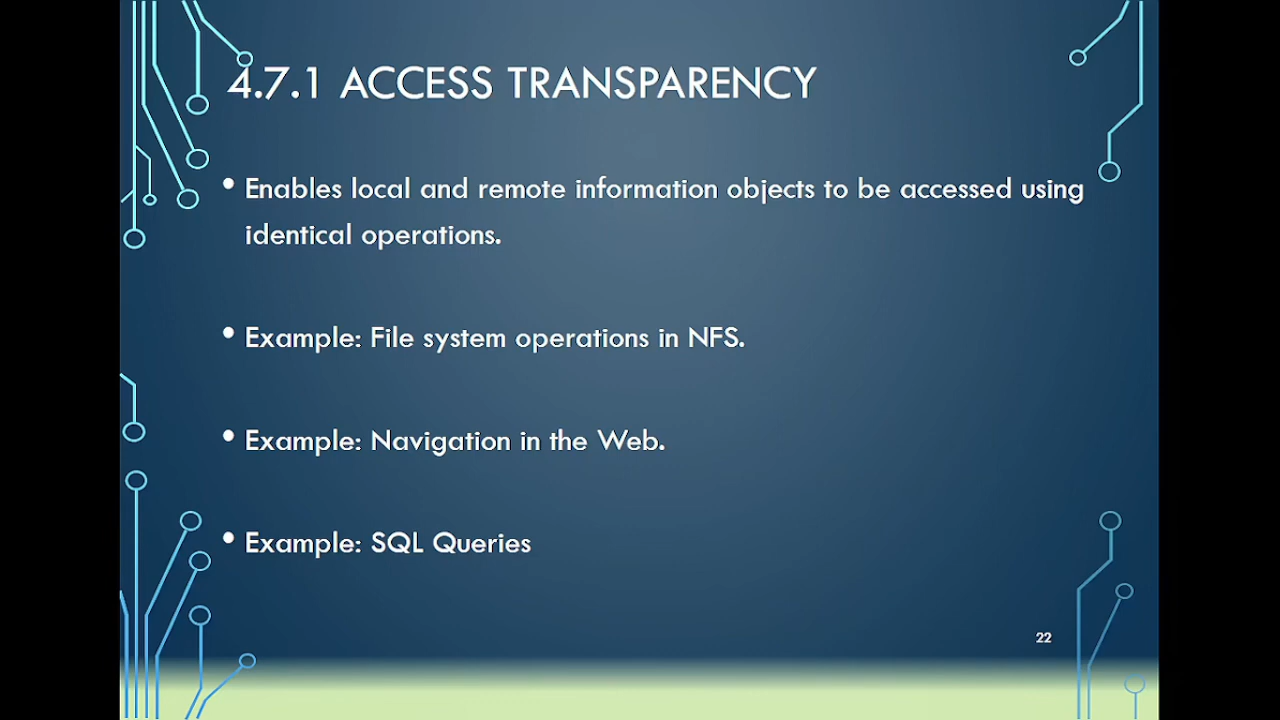 4.7.1 ACCESS TRANSPARENCY
• Enables local and remote information objects to be accessed using
identical operations.
• Example: File system operations in NFS.
• Example: Navigation in the Web.
• Example: SQL Queries
22